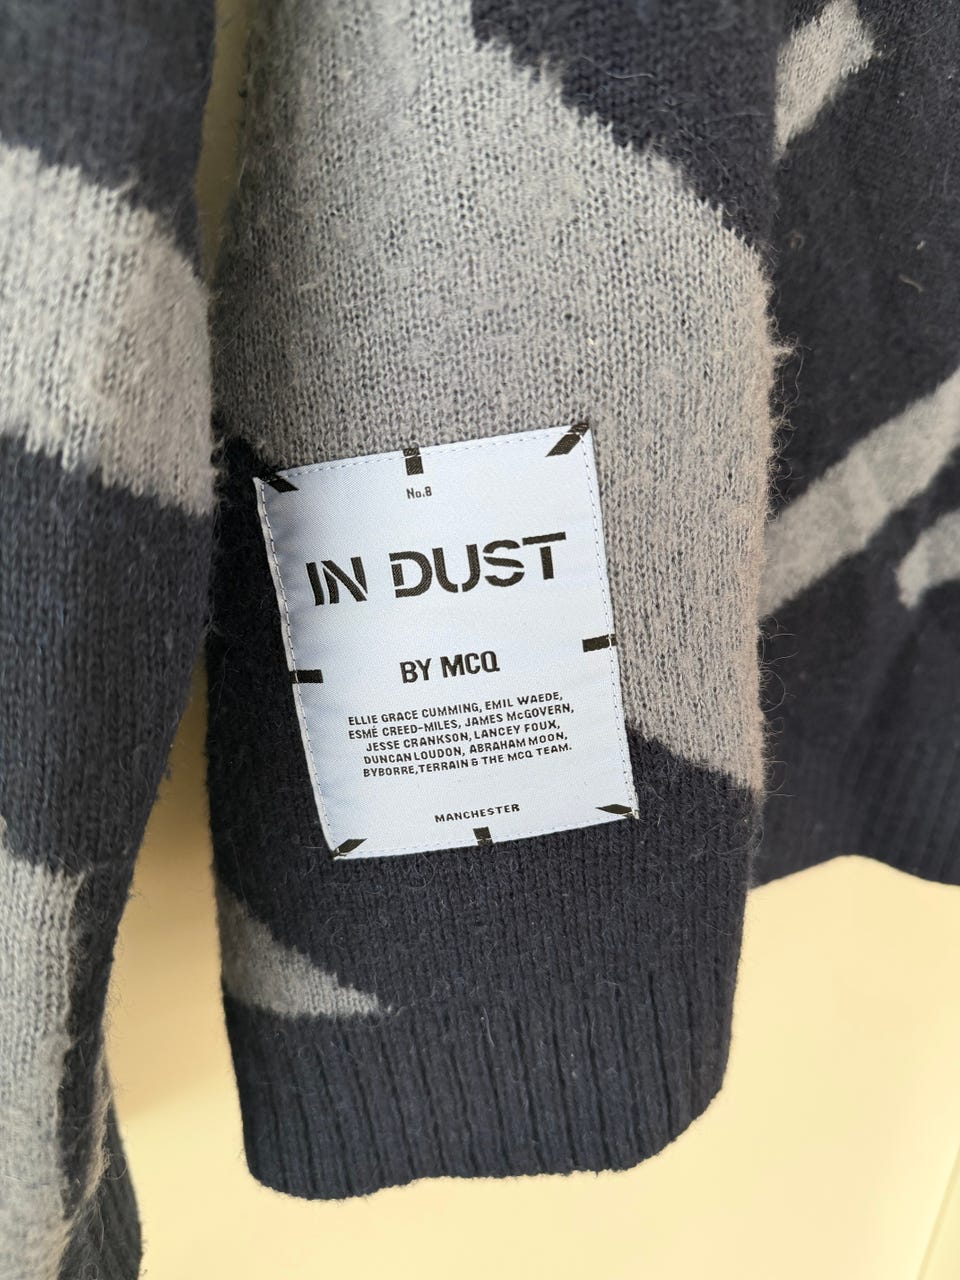 No.8
IN DUST
BY MCQ
ELLIE GRACE CUMMING, EMIL WAEDE,
ESMÉ CREED-MILES, JAMES McGOVERN,
JESSE CRANKSON, LANCEY FOUX,
DUNCAN LOUDON, ABRAHAM MOON,
BYBORRE, TERRAIN & THE MCQ TEAM.
MANCHESTER